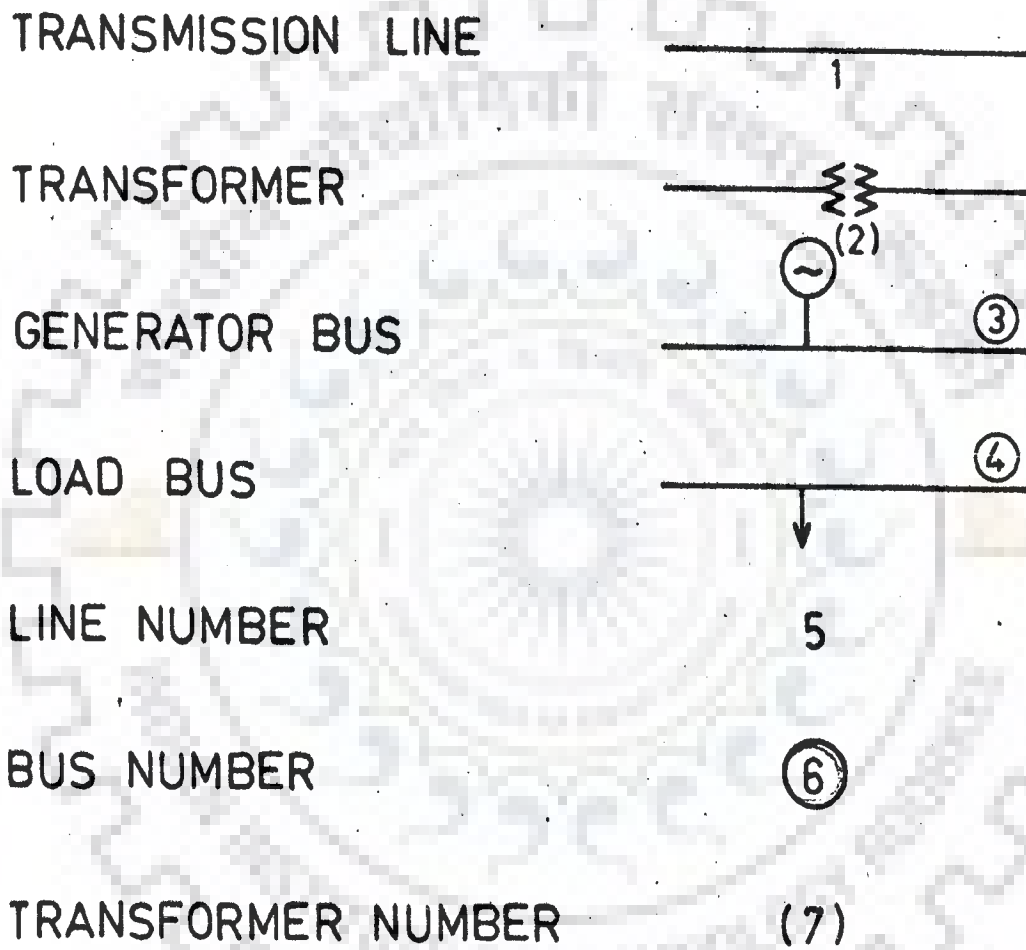 TRANSMISSION LINE
1
TRANSFORMER
(2)
~
GENERATOR BUS 3
LOAD BUS 4
LINE NUMBER 5
BUS NUMBER 6
TRANSFORMER NUMBER (7)